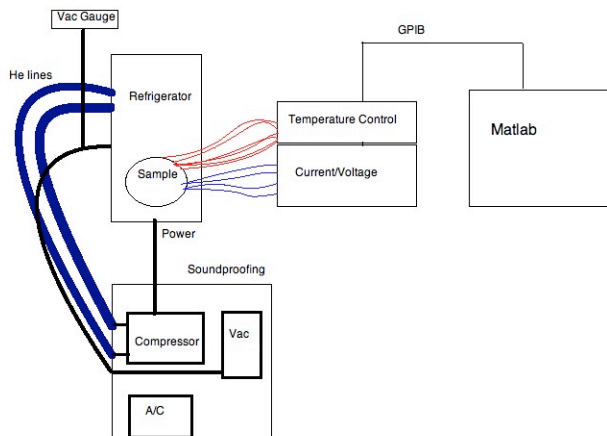 Vac Gauge
GPIB
He lines
Refrigerator
Temperature Control
Matlab
Sample
Current/Voltage
Power
Soundproofing
Compressor
Vac
A/C